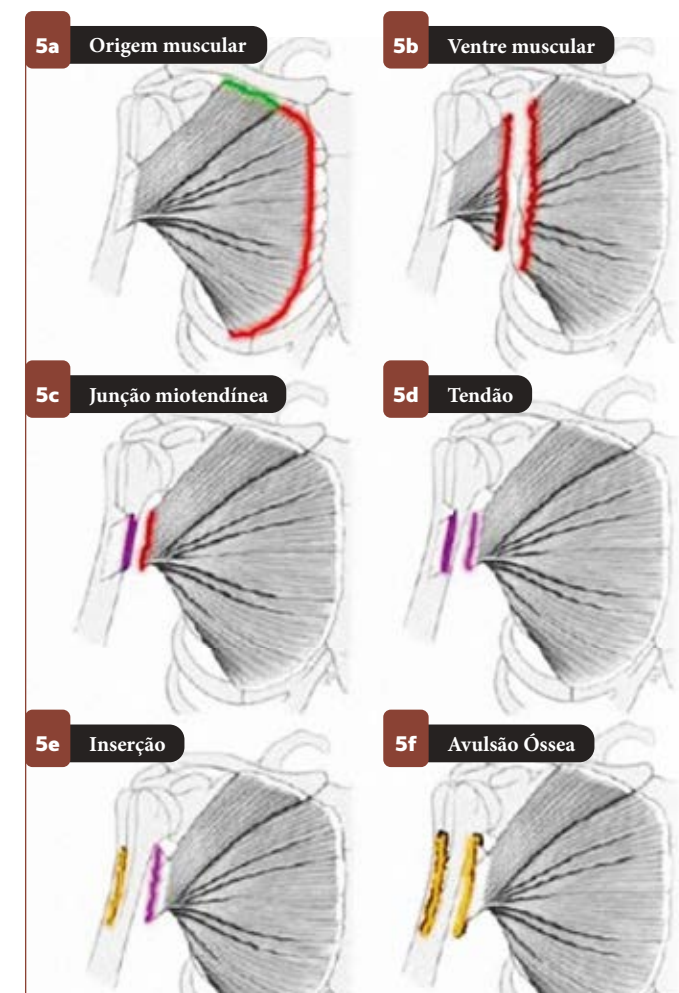 5a Origem muscular
5b Ventre muscular
5c Junção miotendínea
5d Tendão
5e Inserção
5f Avulsão Óssea